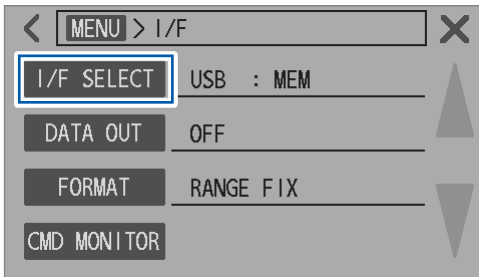 MENU > I/F
I/F SELECT USB : MEM
DATA OUT OFF
FORMAT RANGE FIX
CMD MONITOR